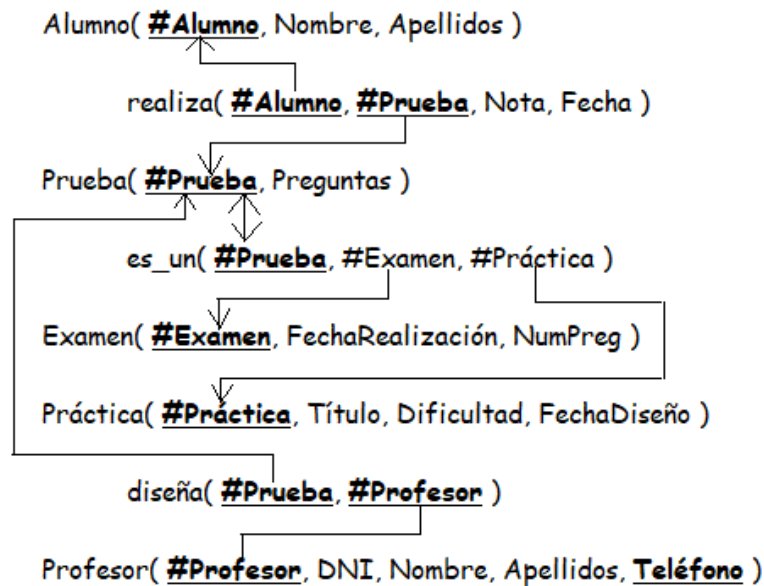 Alumno( #Alumno, Nombre, Apellidos )
realiza( #Alumno, #Prueba, Nota, Fecha )
Prueba( #Prueba, Preguntas )
es_un( #Prueba, #Examen, #Práctica )
Examen( #Examen, FechaRealización, NumPreg )
Práctica( #Práctica, Título, Dificultad, FechaDiseño )
diseña( #Prueba, #Profesor )
Profesor( #Profesor, DNI, Nombre, Apellidos, Teléfono )